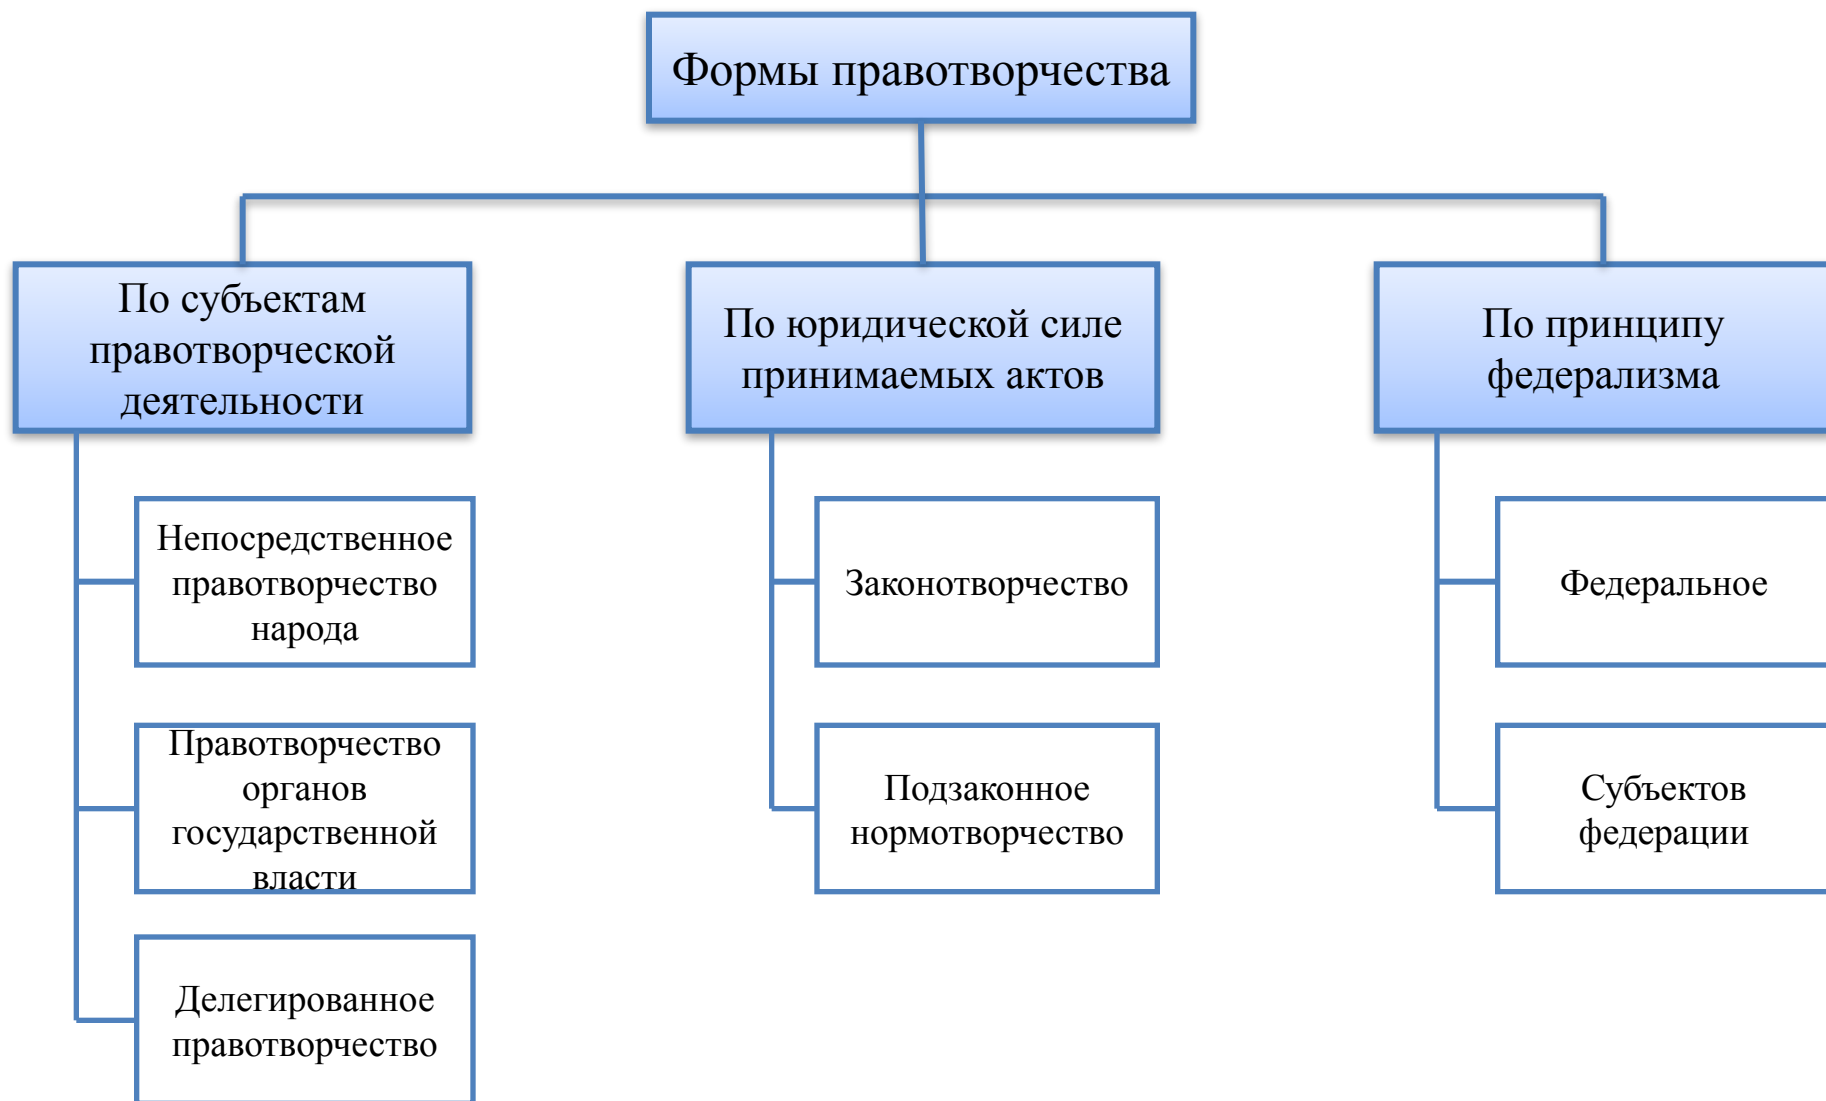 Формы правотворчества
По субъектам
правотворческой
деятельности
Непосредственное
правотворчество
народа
Правотворчество
органов
государственной
власти
Делегированное
правотворчество
По юридической силе
принимаемых актов
Законотворчество
Подзаконное
нормотворчество
По принципу
федерализма
Федеральное
Субъектов
федерации